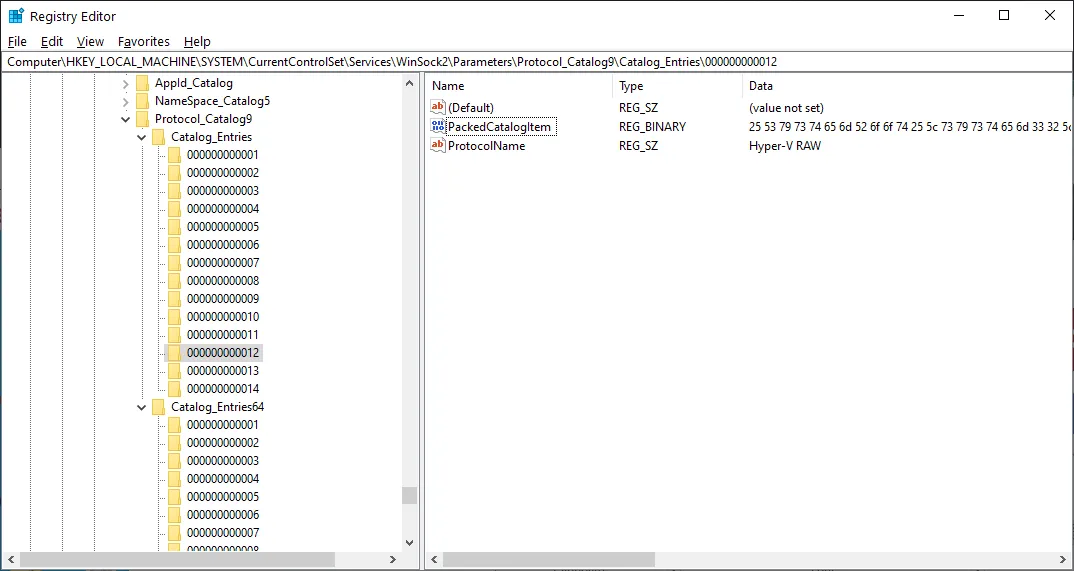 Registry Editor
File Edit View Favorites Help
Computer\HKEY_LOCAL_MACHINE\SYSTEM\CurrentControlSet\Services\WinSock2\Parameters\Protocol_Catalog9\Catalog_Entries\000000000012
AppId_Catalog
NameSpace_Catalog5
Protocol_Catalog9
Catalog_Entries
000000000001
000000000002
000000000003
000000000004
000000000005
000000000006
000000000007
000000000008
000000000009
000000000010
000000000011
000000000012
000000000013
000000000014
Catalog_Entries64
000000000001
000000000002
000000000003
000000000004
000000000005
000000000006
000000000007
000000000008
Name Type Data
(Default) REG_SZ (value not set)
PackedCatalogItem REG_BINARY 25 53 79 73 74 65 6d 52 6f 6f 74 25 5c 73 79 73 74 65 6d 33 32 5c
ProtocolName REG_SZ Hyper-V RAW